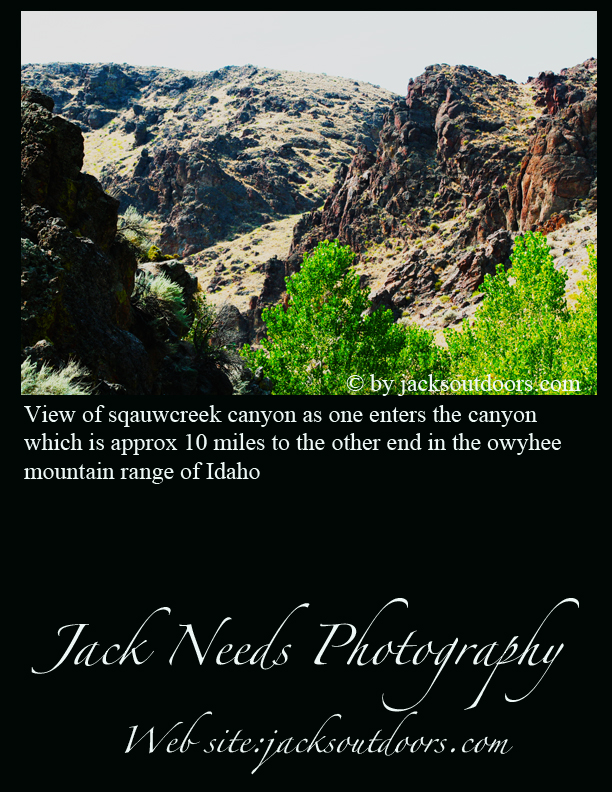 © by jacksoutdoors.com
View of sqauwcreek canyon as one enters the canyon
which is approx 10 miles to the other end in the owyhee
mountain range of Idaho
Jack Needs Photography
Web site:jacksoutdoors.com